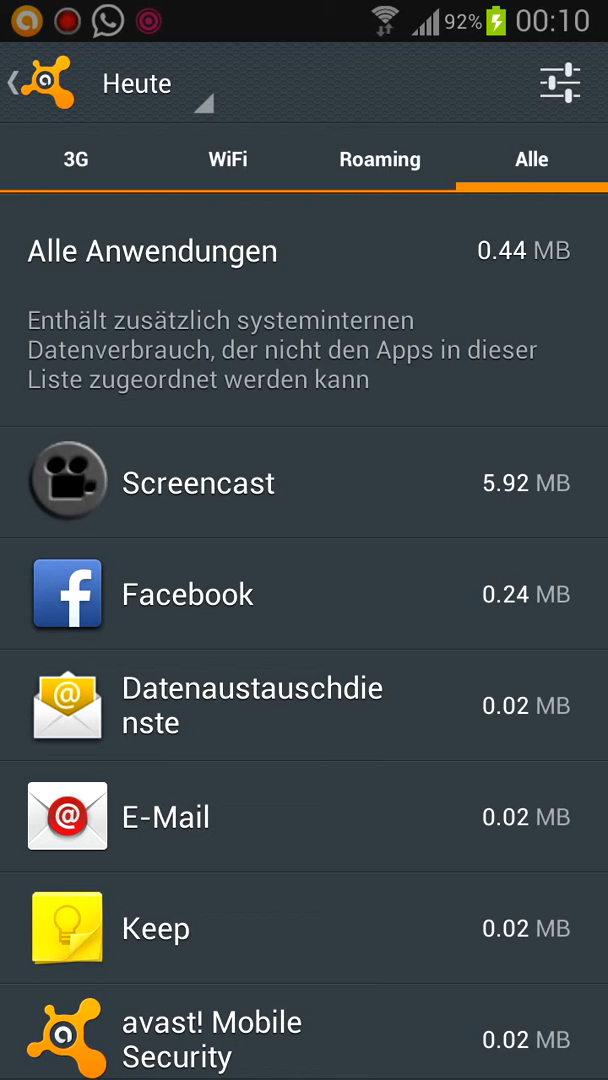 92% 00:10
Heute
3G WiFi Roaming Alle
Alle Anwendungen 0.44 MB
Enthält zusätzlich systeminternen
Datenverbrauch, der nicht den Apps in dieser
Liste zugeordnet werden kann
Screencast 5.92 MB
Facebook 0.24 MB
Datenaustauschdie
nste 0.02 MB
E-Mail 0.02 MB
Keep 0.02 MB
avast! Mobile
Security 0.02 MB